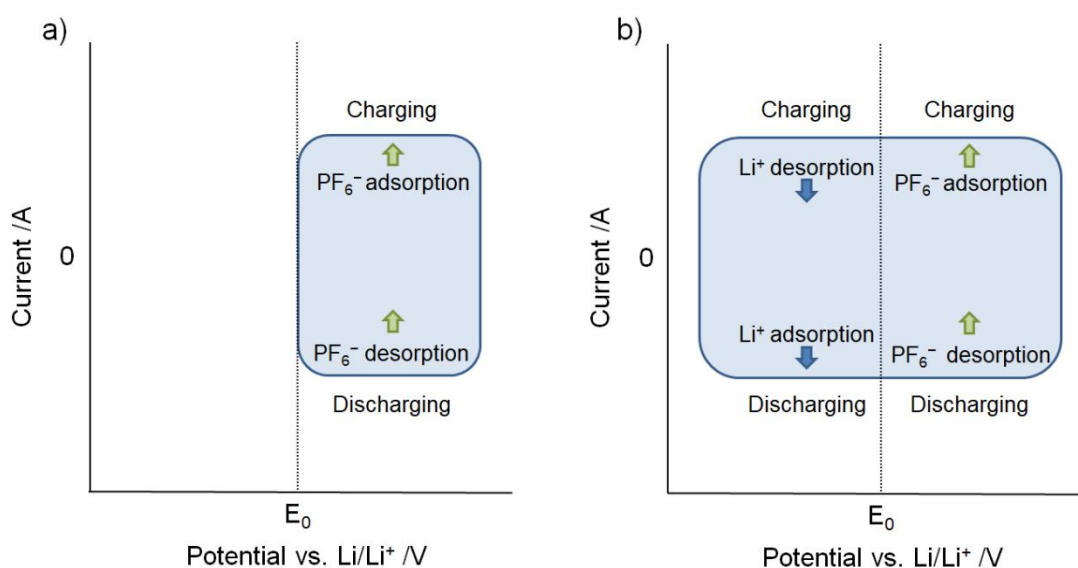 a)
Charging
PF₆⁻ adsorption
0
PF₆⁻ desorption
Discharging
Current /A
E₀
Potential vs. Li/Li⁺ /V
b)
Charging Charging
Li⁺ desorption
PF₆⁻ adsorption
0
Li⁺ adsorption
PF₆⁻ desorption
Discharging Discharging
Current /A
E₀
Potential vs. Li/Li⁺ /V